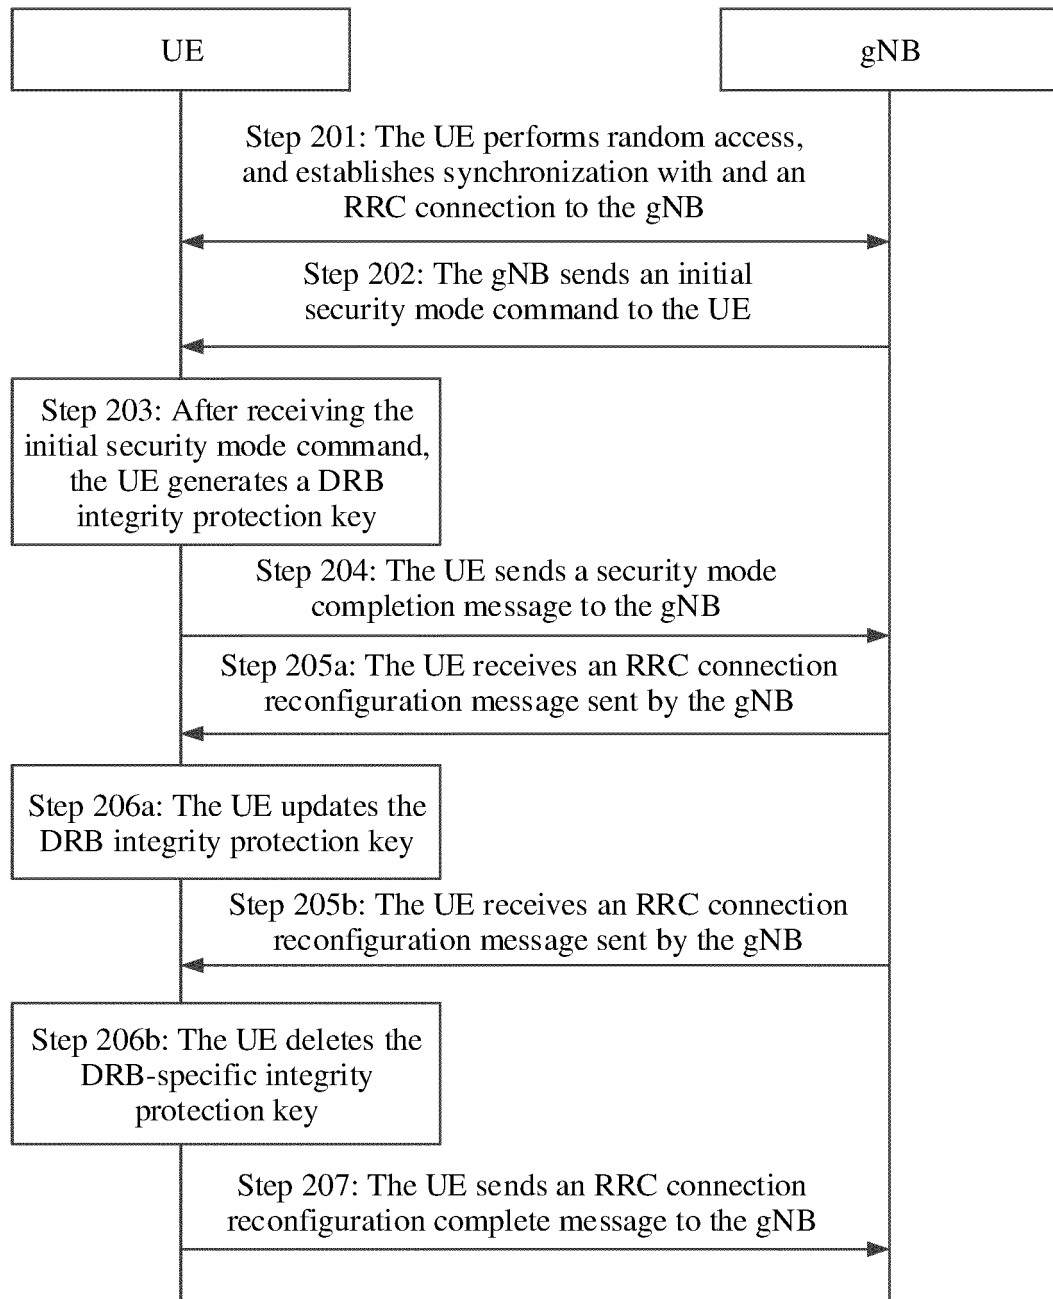 UE
gNB
Step 201: The UE performs random access,
and establishes synchronization with and an
RRC connection to the gNB
Step 202: The gNB sends an initial
security mode command to the UE
Step 203: After receiving the
initial security mode command,
the UE generates a DRB
integrity protection key
Step 204: The UE sends a security mode
completion message to the gNB
Step 205a: The UE receives an RRC connection
reconfiguration message sent by the gNB
Step 206a: The UE updates the
DRB integrity protection key
Step 205b: The UE receives an RRC connection
reconfiguration message sent by the gNB
Step 206b: The UE deletes the
DRB-specific integrity
protection key
Step 207: The UE sends an RRC connection
reconfiguration complete message to the gNB